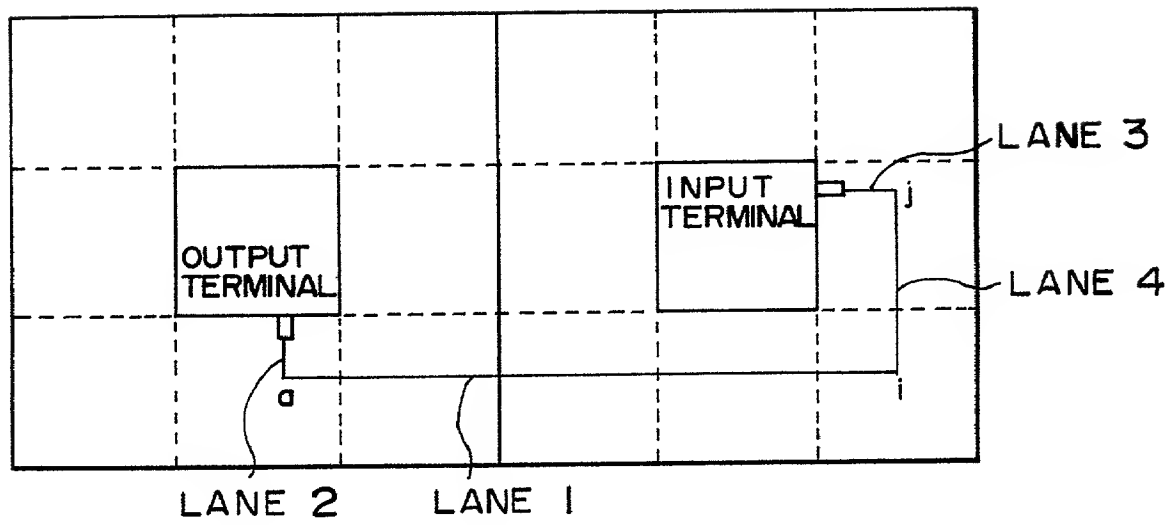 LANE 3
INPUT
TERMINAL
j
OUTPUT
TERMINAL
LANE 4
a
i
LANE 2
LANE 1